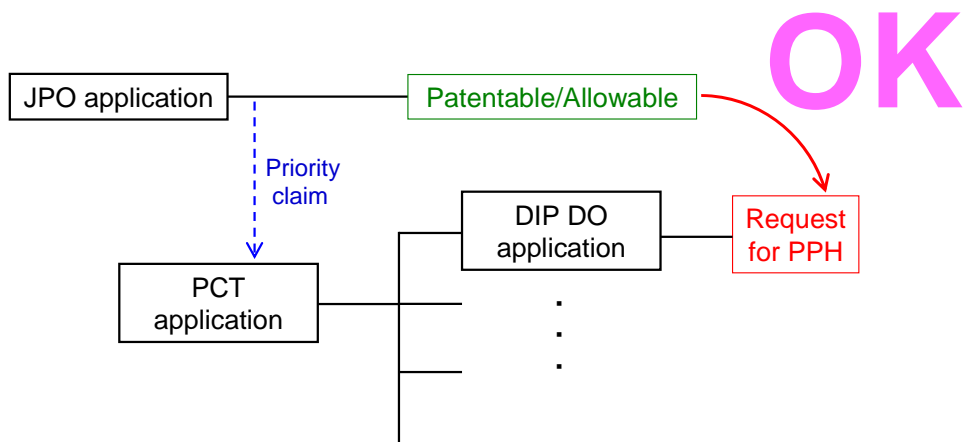 OK
JPO application
Patentable/Allowable
Priority
claim
DIP DO
application
Request
for PPH
PCT
application